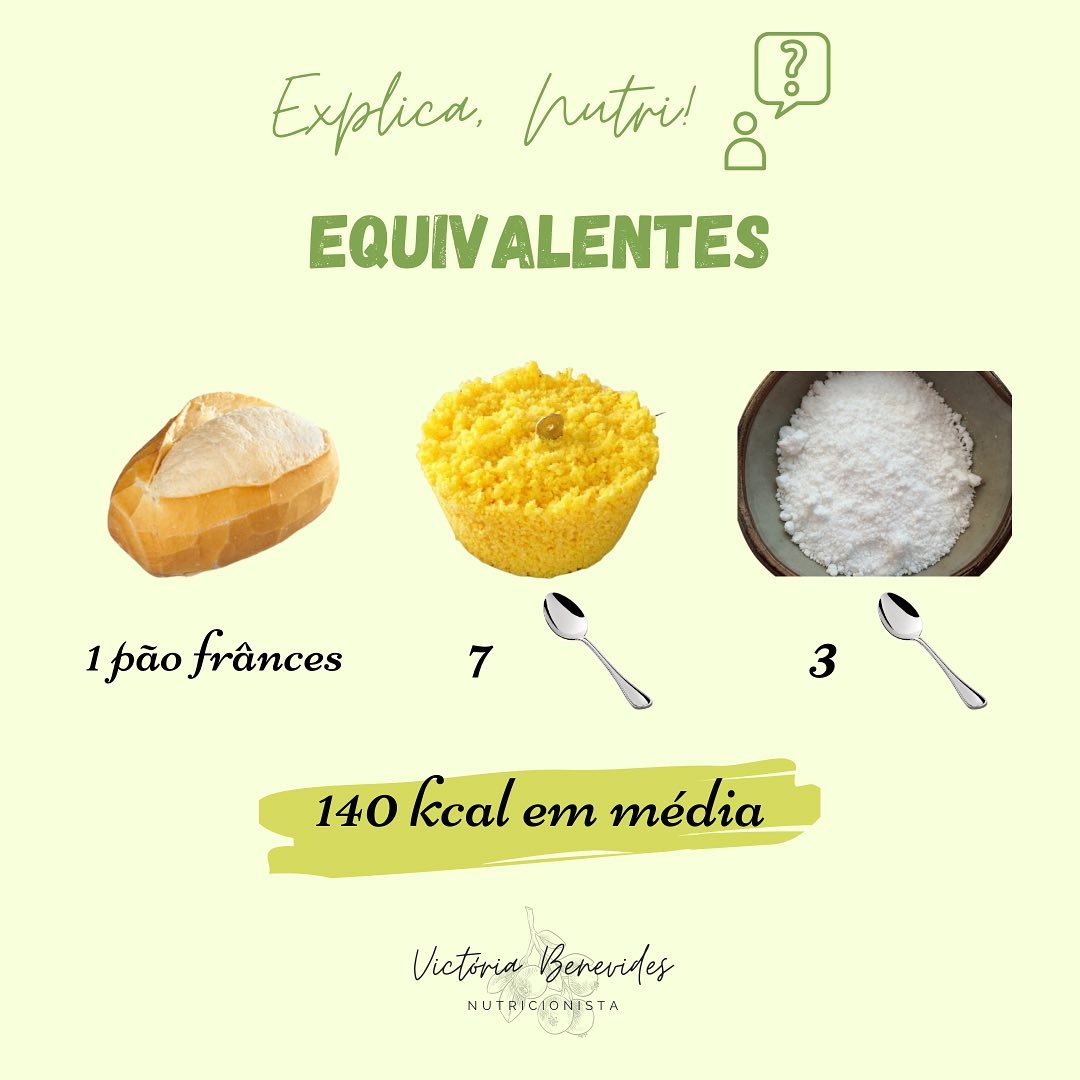 Explica, Nutri!
?
EQUIVALENTES
1 pão frânces
7
3
140 kcal em média
Victória Benevides
NUTRICIONISTA